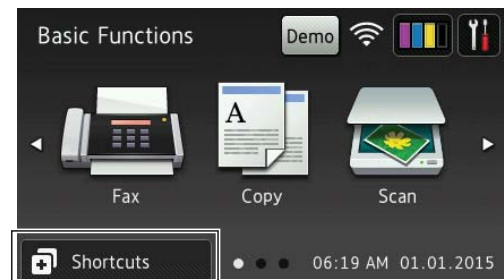 Basic Functions Demo
A
Fax Copy Scan
Shortcuts 06:19 AM 01.01.2015